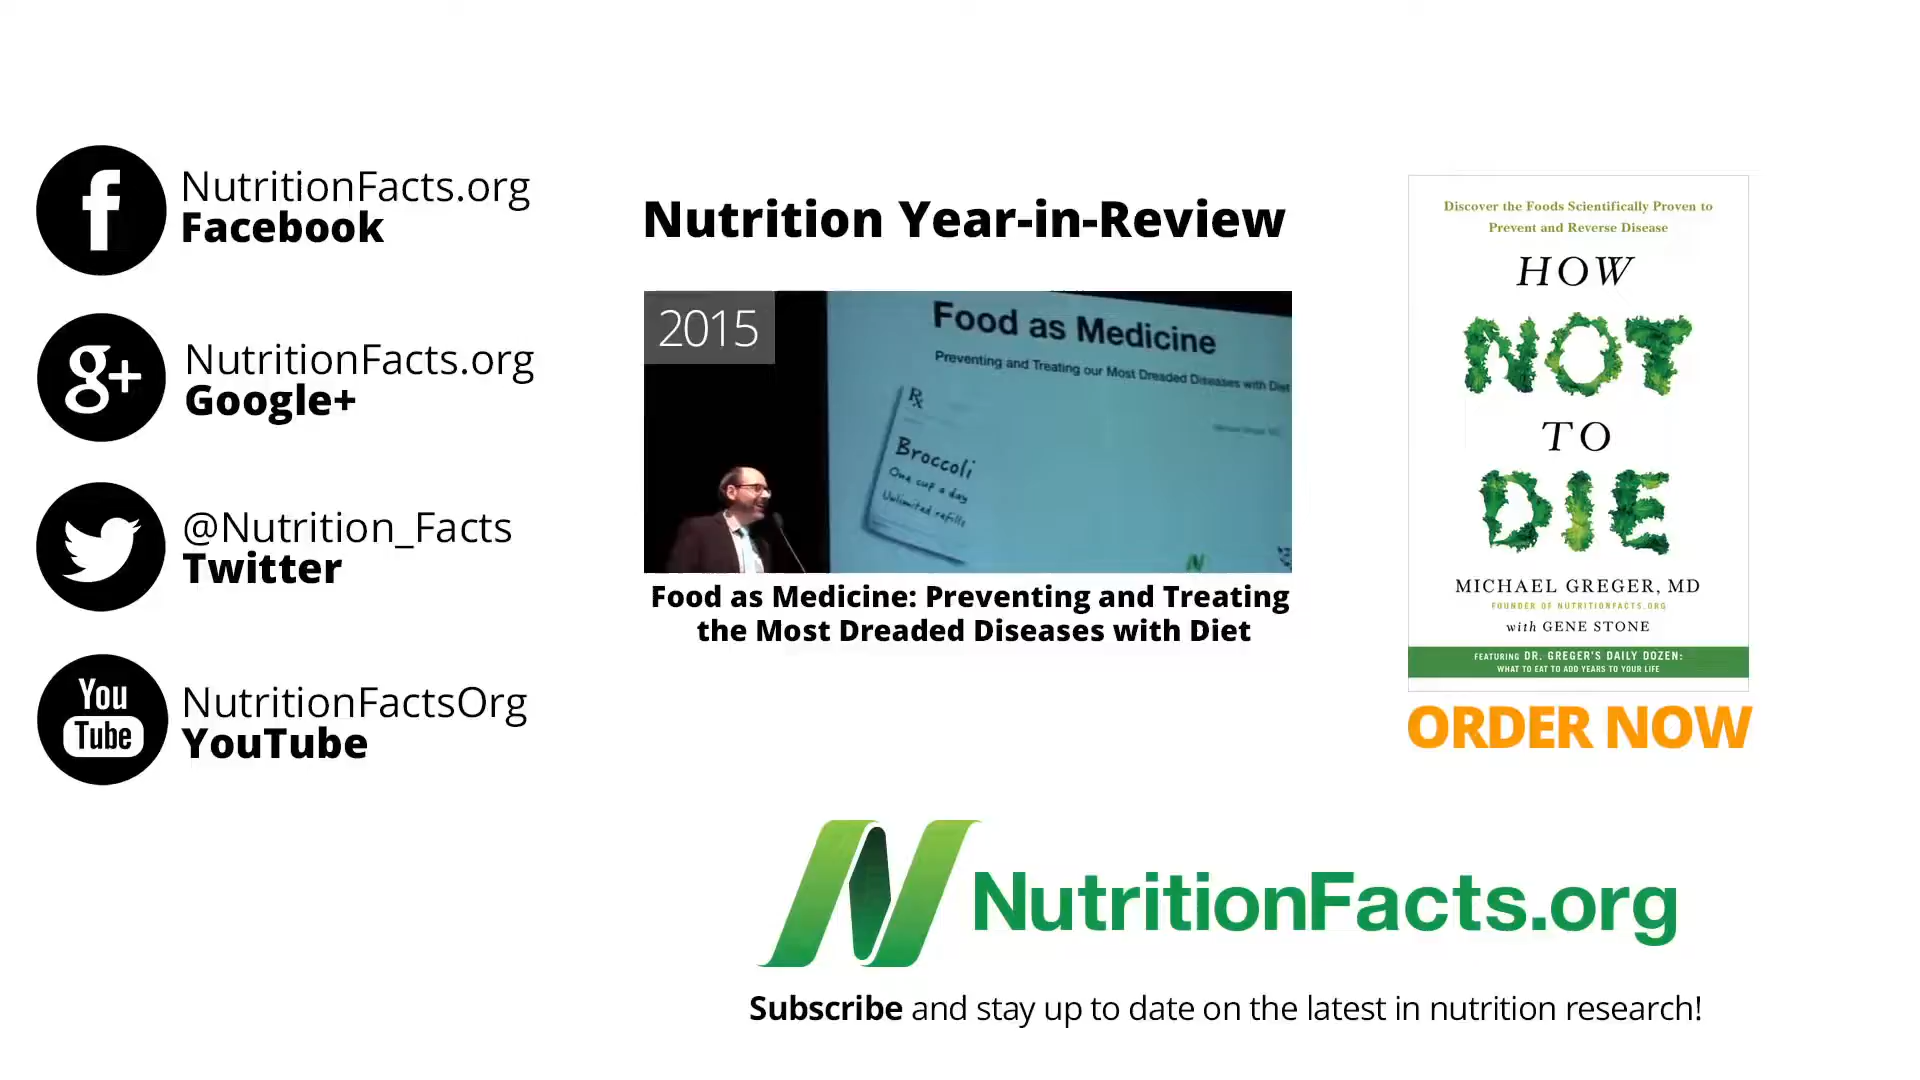 NutritionFacts.org
Facebook
g+
NutritionFacts.org
Google+
@Nutrition_Facts
Twitter
You
Tube
NutritionFactsOrg
YouTube
Nutrition Year-in-Review
2015
Food as Medicine
Preventing and Treating our Most Dreaded Diseases with Diet
Rx
Broccoli
One cup a day
Unlimited refills
Food as Medicine: Preventing and Treating
the Most Dreaded Diseases with Diet
Discover the Foods Scientifically Proven to
Prevent and Reverse Disease
HOW
NOT
TO
DIE
MICHAEL GREGER, MD
FOUNDER OF NUTRITIONFACTS.ORG
with GENE STONE
FEATURING DR. GREGER'S DAILY DOZEN:
WHAT TO EAT TO ADD YEARS TO YOUR LIFE
ORDER NOW
NutritionFacts.org
Subscribe and stay up to date on the latest in nutrition research!